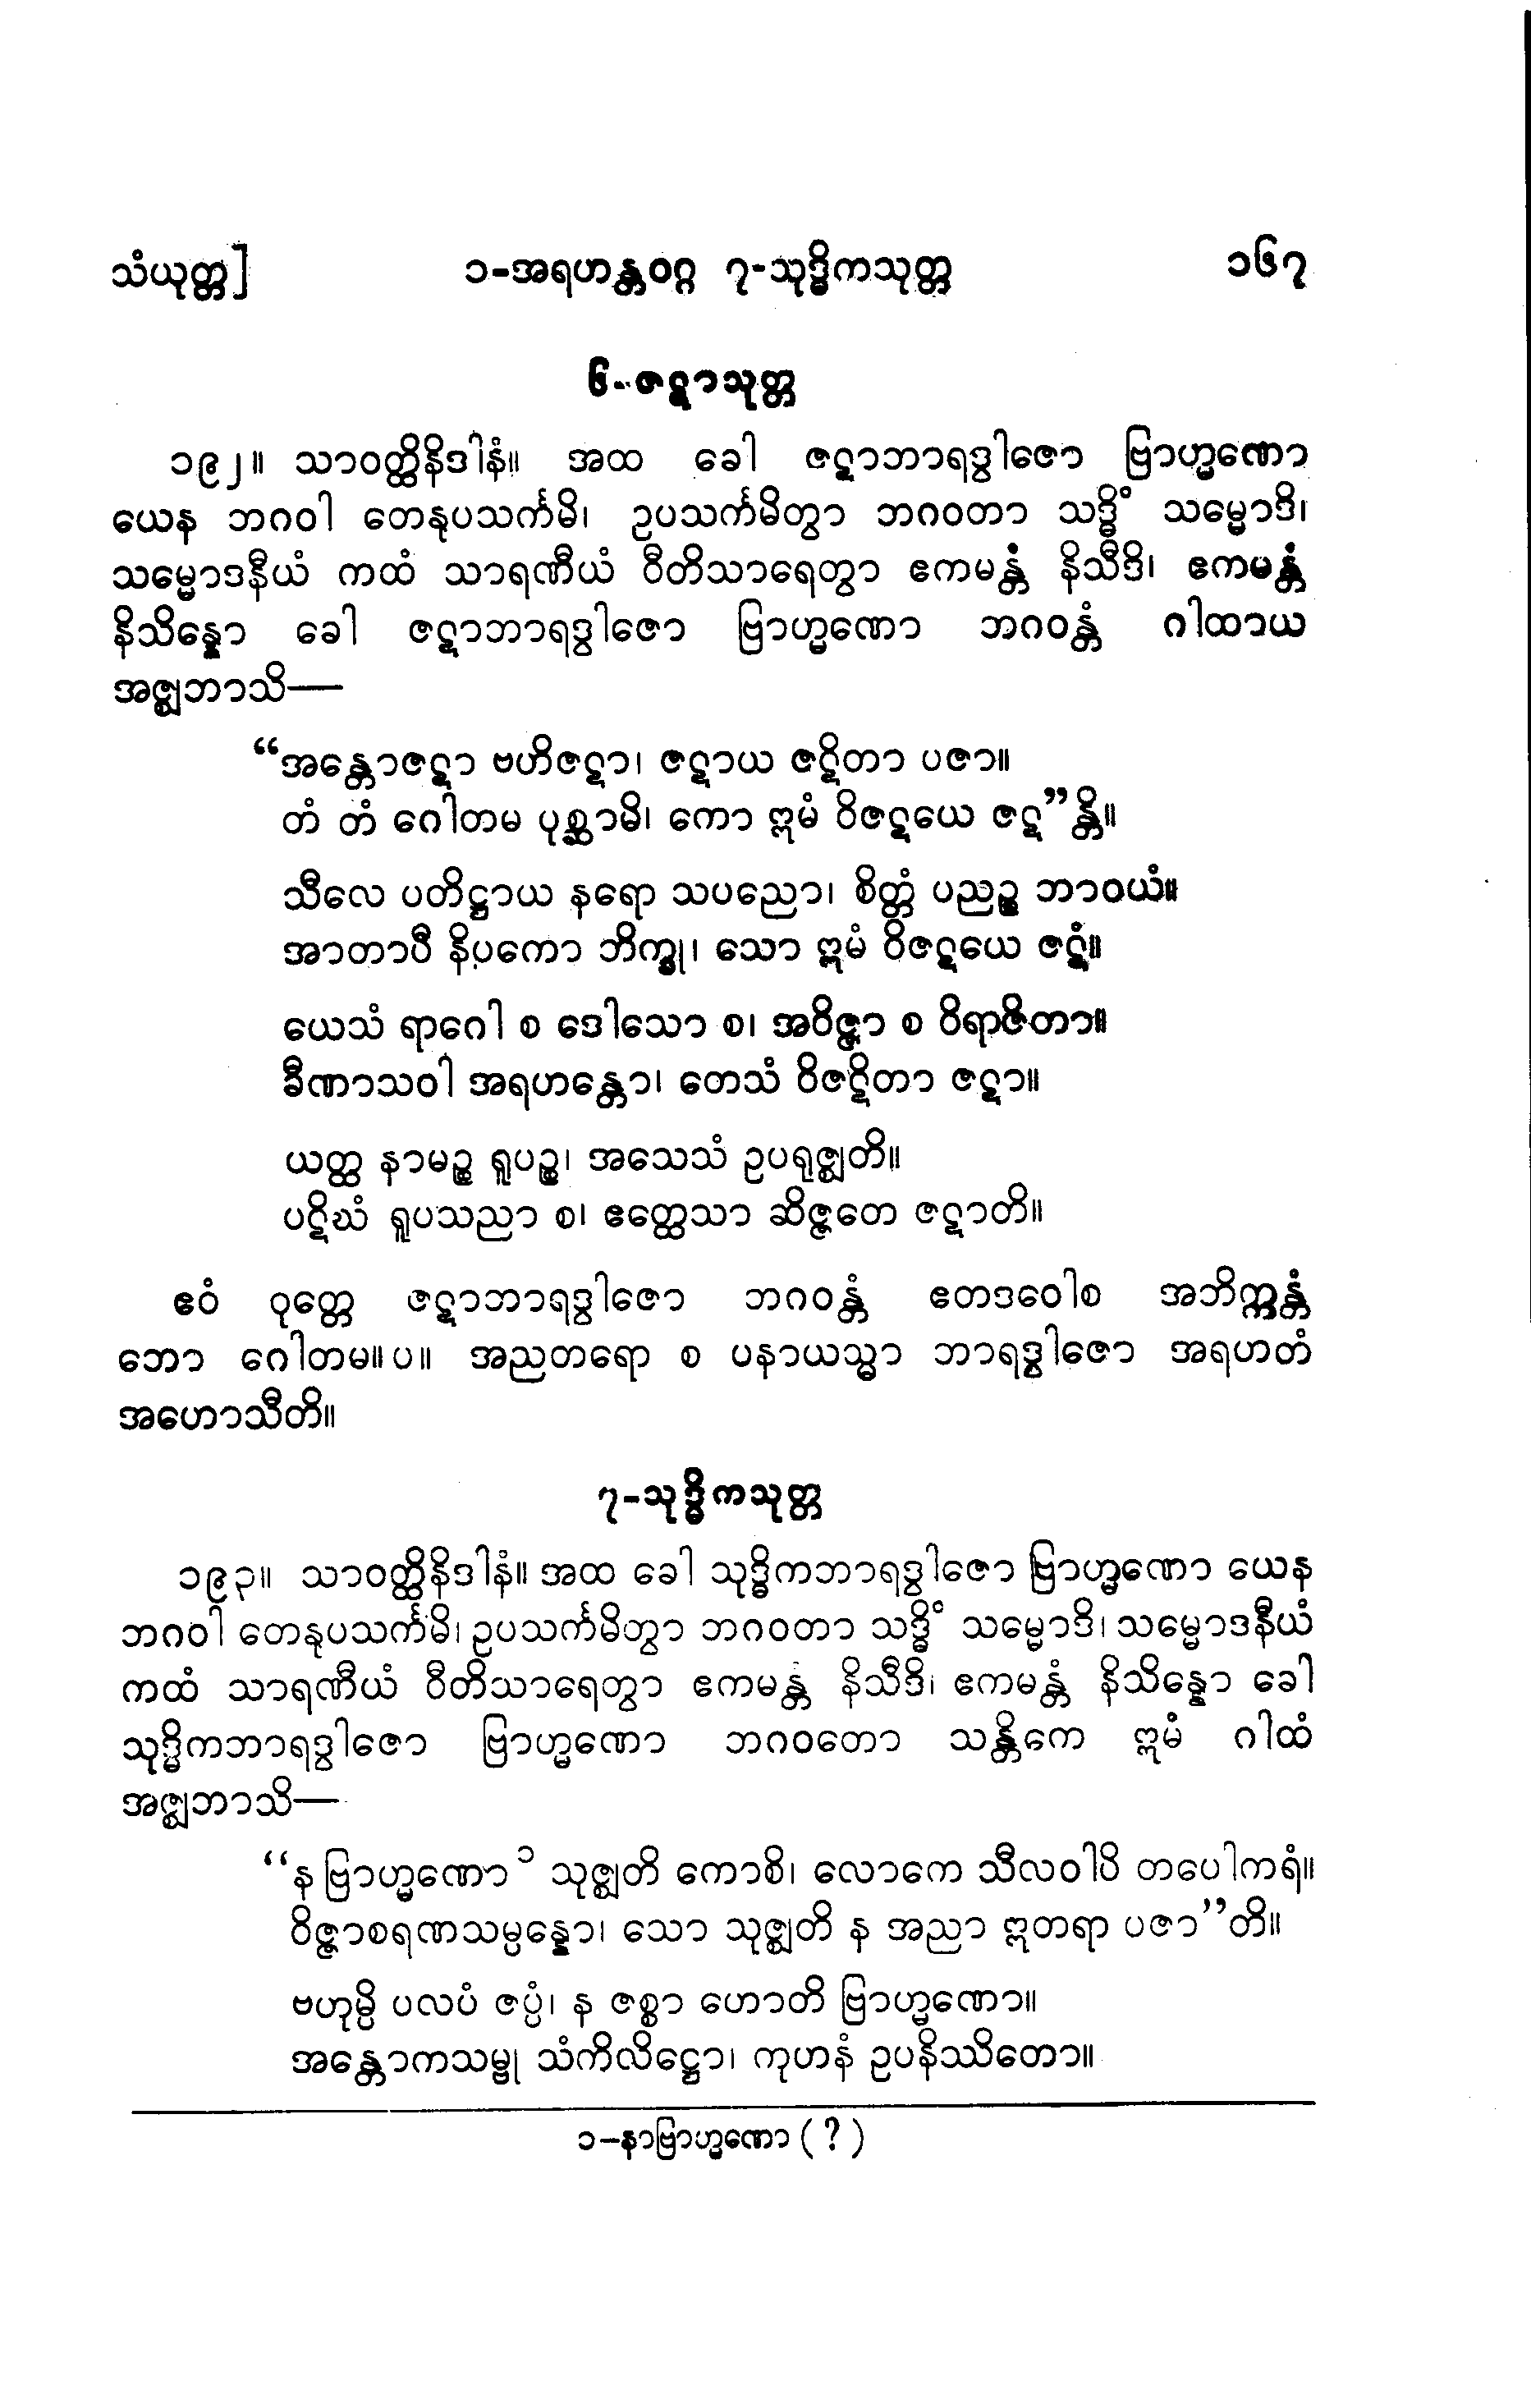 သံယုတ္တ]
၁-အရဟန္တဝဂ္ဂ ၇-သုဒ္ဓိကသုတ္တ
၁၆၇
၆-ဇဋာသုတ္တ
၁၉၂။ သာဝတ္ထိနိဒါနံ။ အထ ခေါ ဇဋာဘာရဒွါဇော ဗြာဟ္မဏော
ယေန ဘဂဝါ တေနုပသင်္ကမိ၊ ဥပသင်္ကမိတွာ ဘဂဝတာ သဒ္ဓိံ သမ္မောဒိ၊
သမ္မောဒနီယံ ကထံ သာရဏီယံ ဝီတိသာရေတွာ ဧကမန္တံ နိသီဒိ၊ ဧကမန္တံ
နိသိန္နော ခေါ ဇဋာဘာရဒွါဇော ဗြာဟ္မဏော ဘဂဝန္တံ ဂါထာယ
အဇ္ဈဘာသိ—
“အန္တောဇဋာ ဗဟိဇဋာ၊ ဇဋာယ ဇဋိတာ ပဇာ။
တံ တံ ဂေါတမ ပုစ္ဆာမိ၊ ကော ဣမံ ဝိဇဋယေ ဇဋ”န္တိ။
သီလေ ပတိဋ္ဌာယ နရော သပညော၊ စိတ္တံ ပညဉ္စ ဘာဝယံ။
အာတာပီ နိပကော ဘိက္ခု၊ သော ဣမံ ဝိဇဋယေ ဇဋံ။
ယေသံ ရာဂေါ စ ဒေါသော စ၊ အဝိဇ္ဇာ စ ဝိရာဇိတာ။
ခီဏာသဝါ အရဟန္တော၊ တေသံ ဝိဇဋိတာ ဇဋာ။
ယတ္ထ နာမဉ္စ ရူပဉ္စ၊ အသေသံ ဥပရုဇ္ဈတိ။
ပဋိဃံ ရူပသညာ စ၊ ဧတ္ထေသာ ဆိဇ္ဇတေ ဇဋာတိ။
ဧဝံ ဝုတ္တေ ဇဋာဘာရဒွါဇော ဘဂဝန္တံ ဧတဒဝေါစ အဘိက္ကန္တံ
ဘော ဂေါတမ။ပ။ အညတရော စ ပနာယသ္မာ ဘာရဒွါဇော အရဟတံ
အဟောသီတိ။
၇-သုဒ္ဓိကသုတ္တ
၁၉၃။ သာဝတ္ထိနိဒါနံ။ အထ ခေါ သုဒ္ဓိကဘာရဒွါဇော ဗြာဟ္မဏော ယေန
ဘဂဝါ တေနုပသင်္ကမိ၊ ဥပသင်္ကမိတွာ ဘဂဝတာ သဒ္ဓိံ သမ္မောဒိ၊ သမ္မောဒနီယံ
ကထံ သာရဏီယံ ဝီတိသာရေတွာ ဧကမန္တံ နိသီဒိ၊ ဧကမန္တံ နိသိန္နော ခေါ
သုဒ္ဓိကဘာရဒွါဇော ဗြာဟ္မဏော ဘဂဝတော သန္တိကေ ဣမံ ဂါထံ
အဇ္ဈဘာသိ—
“န ဗြာဟ္မဏော ၁ သုဇ္ဈတိ ကောစိ၊ လောကေ သီလဝါပိ တပေါကရံ။
ဝိဇ္ဇာစရဏသမ္ပန္နော၊ သော သုဇ္ဈတိ န အညာ ဣတရာ ပဇာ”တိ။
ဗဟုမ္ပိ ပလပံ ဇပ္ပံ၊ န ဇစ္စာ ဟောတိ ဗြာဟ္မဏော။
အန္တောကသမ္ဗု သံကိလိဋ္ဌော၊ ကုဟနံ ဥပနိဿိတော။
၁-နာဗြာဟ္မဏော (?)